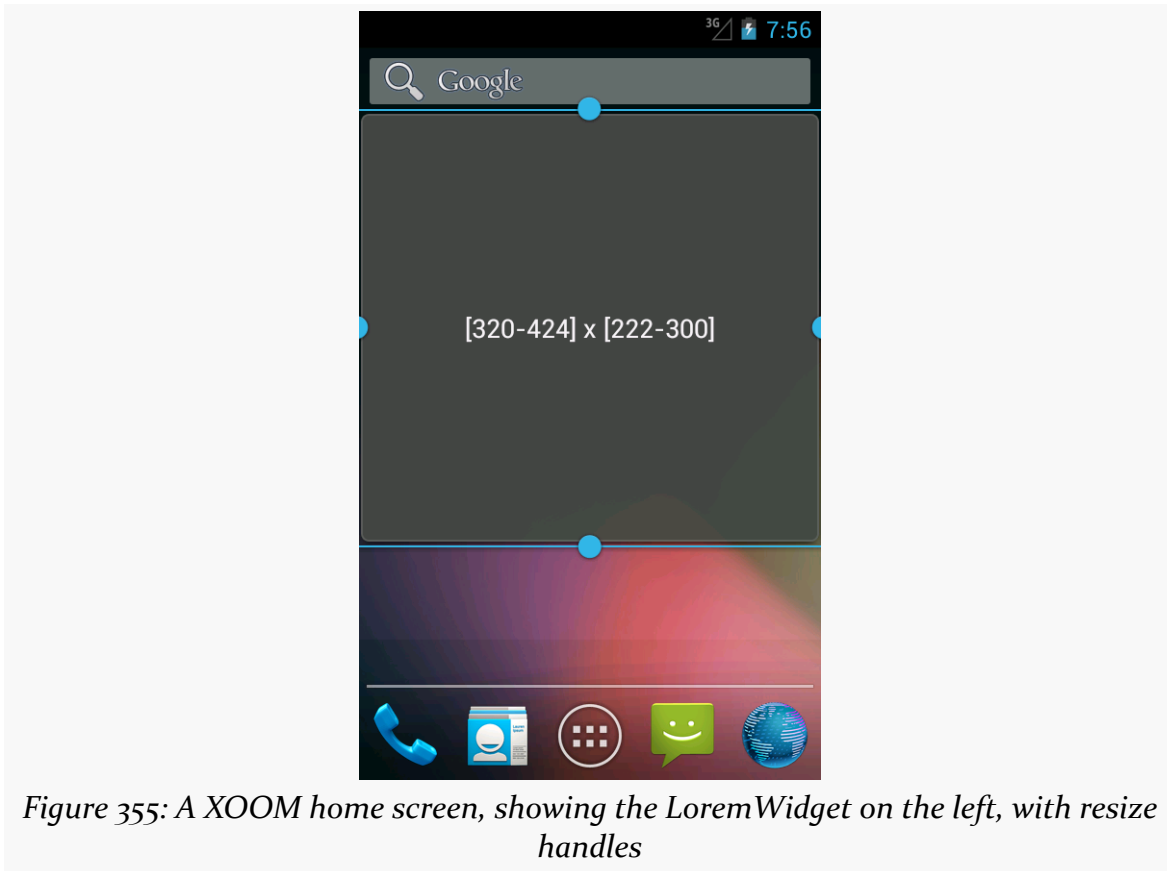 3G 7:56
Google
[320-424] x [222-300]
Figure 355: A XOOM home screen, showing the LoremWidget on the left, with resize
handles